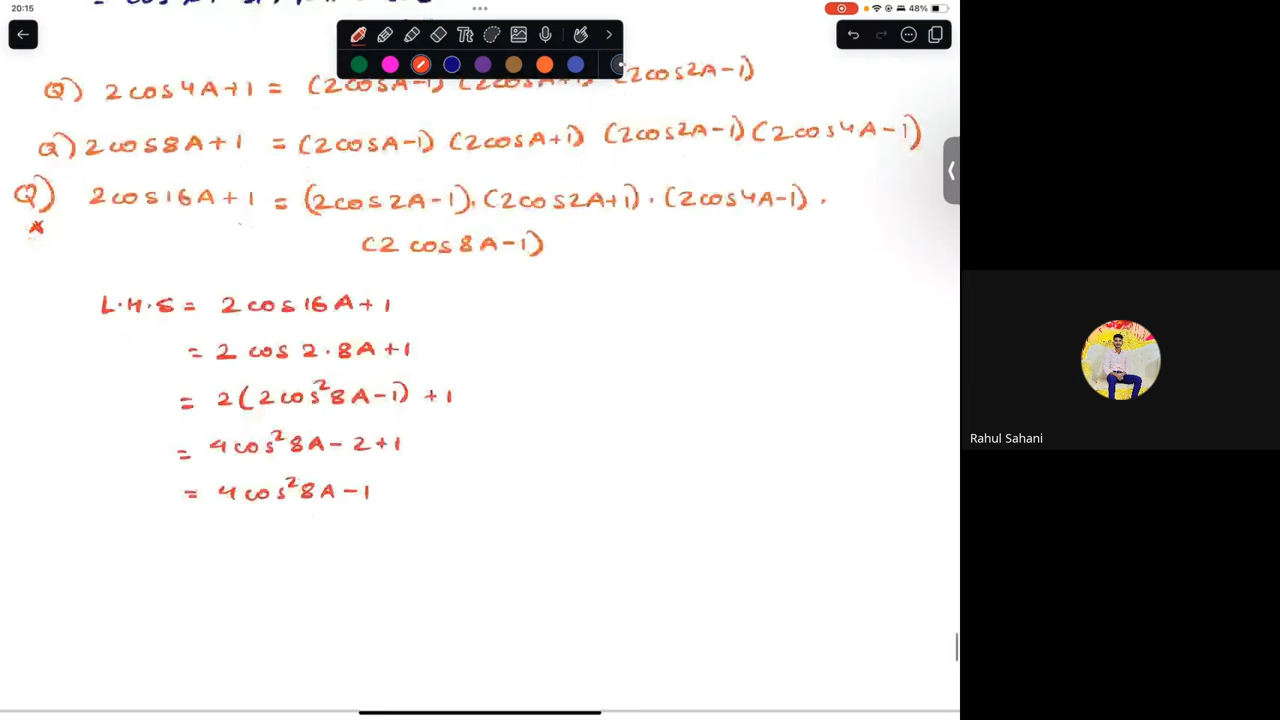 20:15
48%
Tt
Q) 2cos4A+1 = (2cosA-1) (2cosA+1) (2cos2A-1)
Q) 2cos8A+1 = (2cosA-1) (2cosA+1) (2cos2A-1) (2cos4A-1)
Q) 2cos16A+1 = (2cos2A-1).(2cos2A+1).(2cos4A-1).
(2cos8A-1)
L.H.S = 2cos16A+1
= 2 cos 2.8A+1
= 2(2cos²8A-1)+1
= 4cos²8A-2+1
= 4cos²8A-1
Rahul Sahani